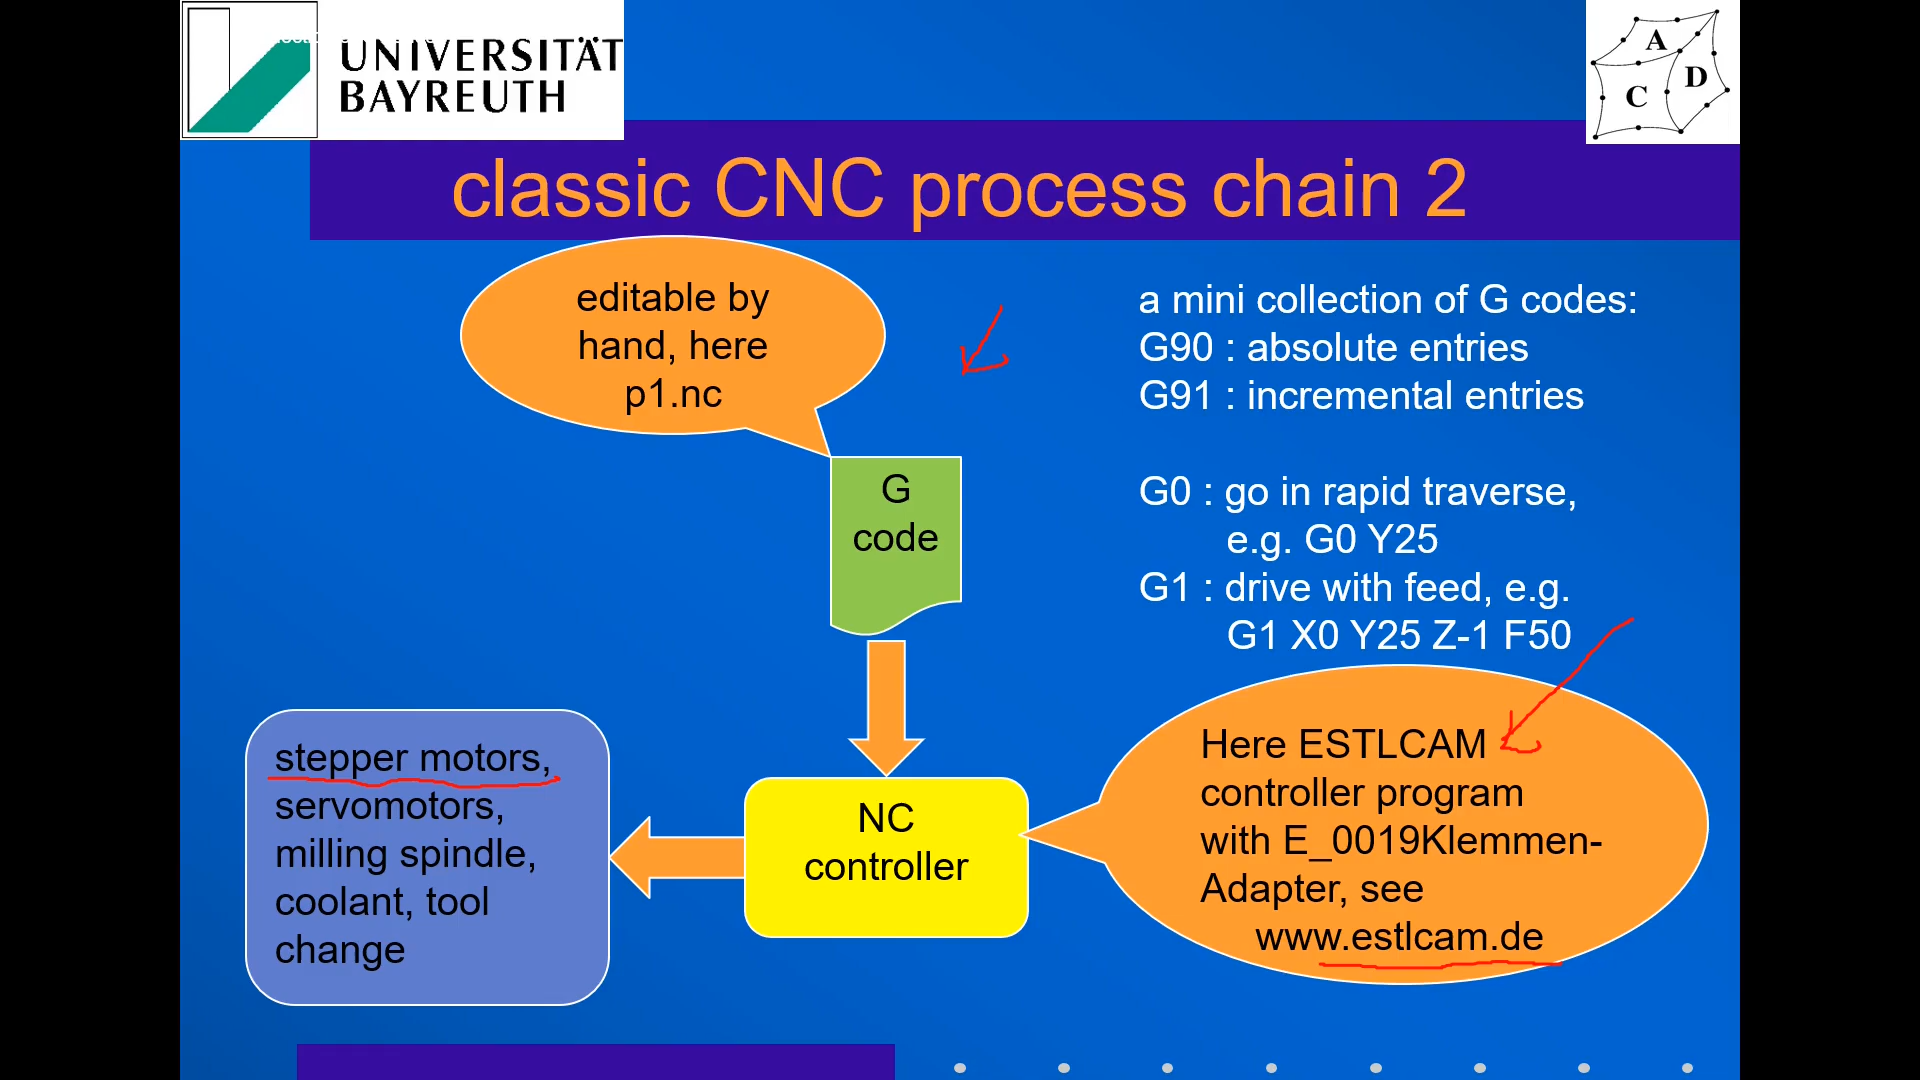 UNIVERSITÄT
BAYREUTH
A
D
C
classic CNC process chain 2
editable by
hand, here
p1.nc
a mini collection of G codes:
G90 : absolute entries
G91 : incremental entries
G0 : go in rapid traverse,
e.g. G0 Y25
G1 : drive with feed, e.g.
G1 X0 Y25 Z-1 F50
G
code
stepper motors,
servomotors,
milling spindle,
coolant, tool
change
NC
controller
Here ESTLCAM
controller program
with E_0019Klemmen-
Adapter, see
www.estlcam.de